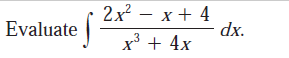 Evaluate ∫ (2x² − x + 4)/(x³ + 4x) dx.